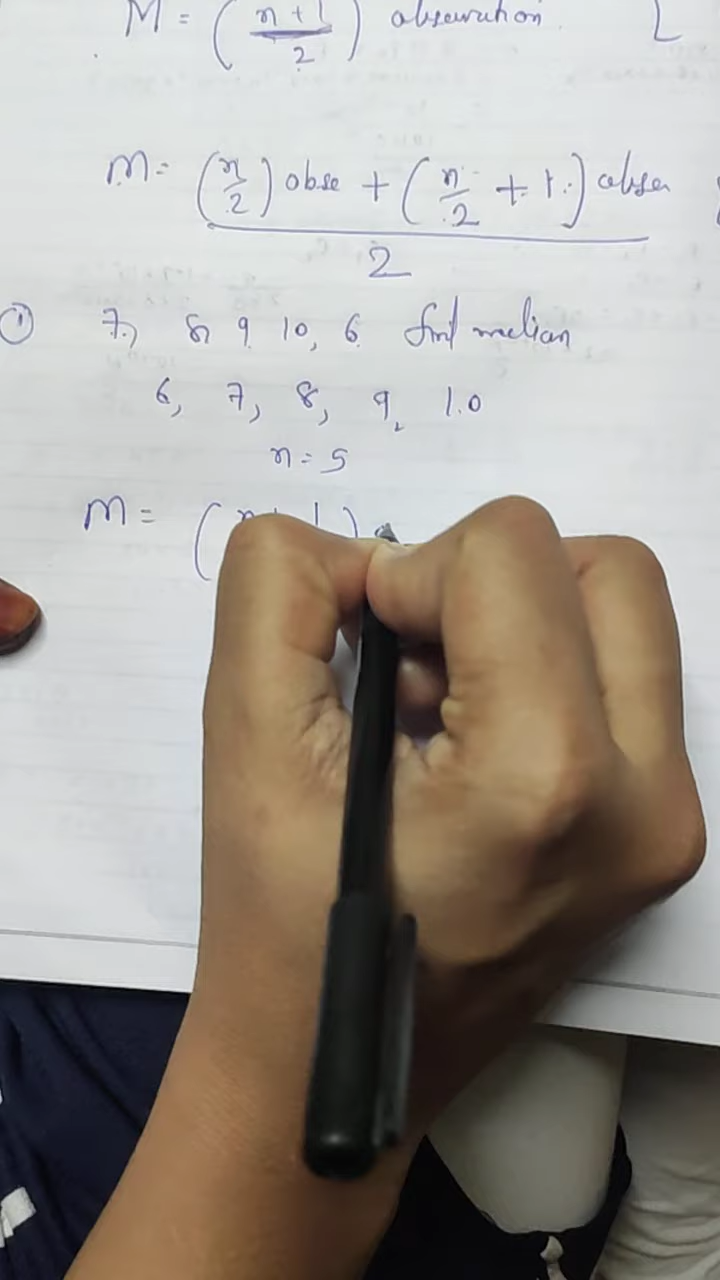 M = (n+1/2) observation [
M = (n/2) obse + (n/2 + 1) obser
2
① 7, 8, 9 10, 6 find median
6, 7, 8, 9, 10
n = 5
M = (n+1